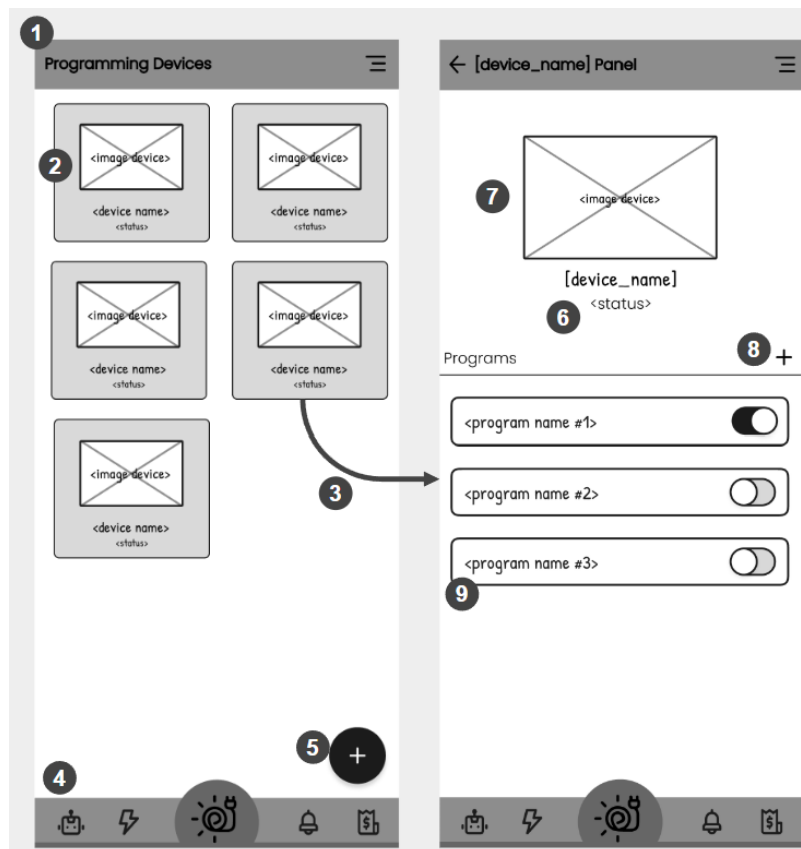 1
Programming Devices
2
<image device>
<device name>
<status>
<image device>
<device name>
<status>
<image device>
<device name>
<status>
<image device>
<device name>
<status>
<image device>
<device name>
<status>
3
4
5
+
[device_name] Panel
7
<image device>
[device_name]
6
<status>
Programs
8
+
<program name #1>
<program name #2>
<program name #3>
9
$
$